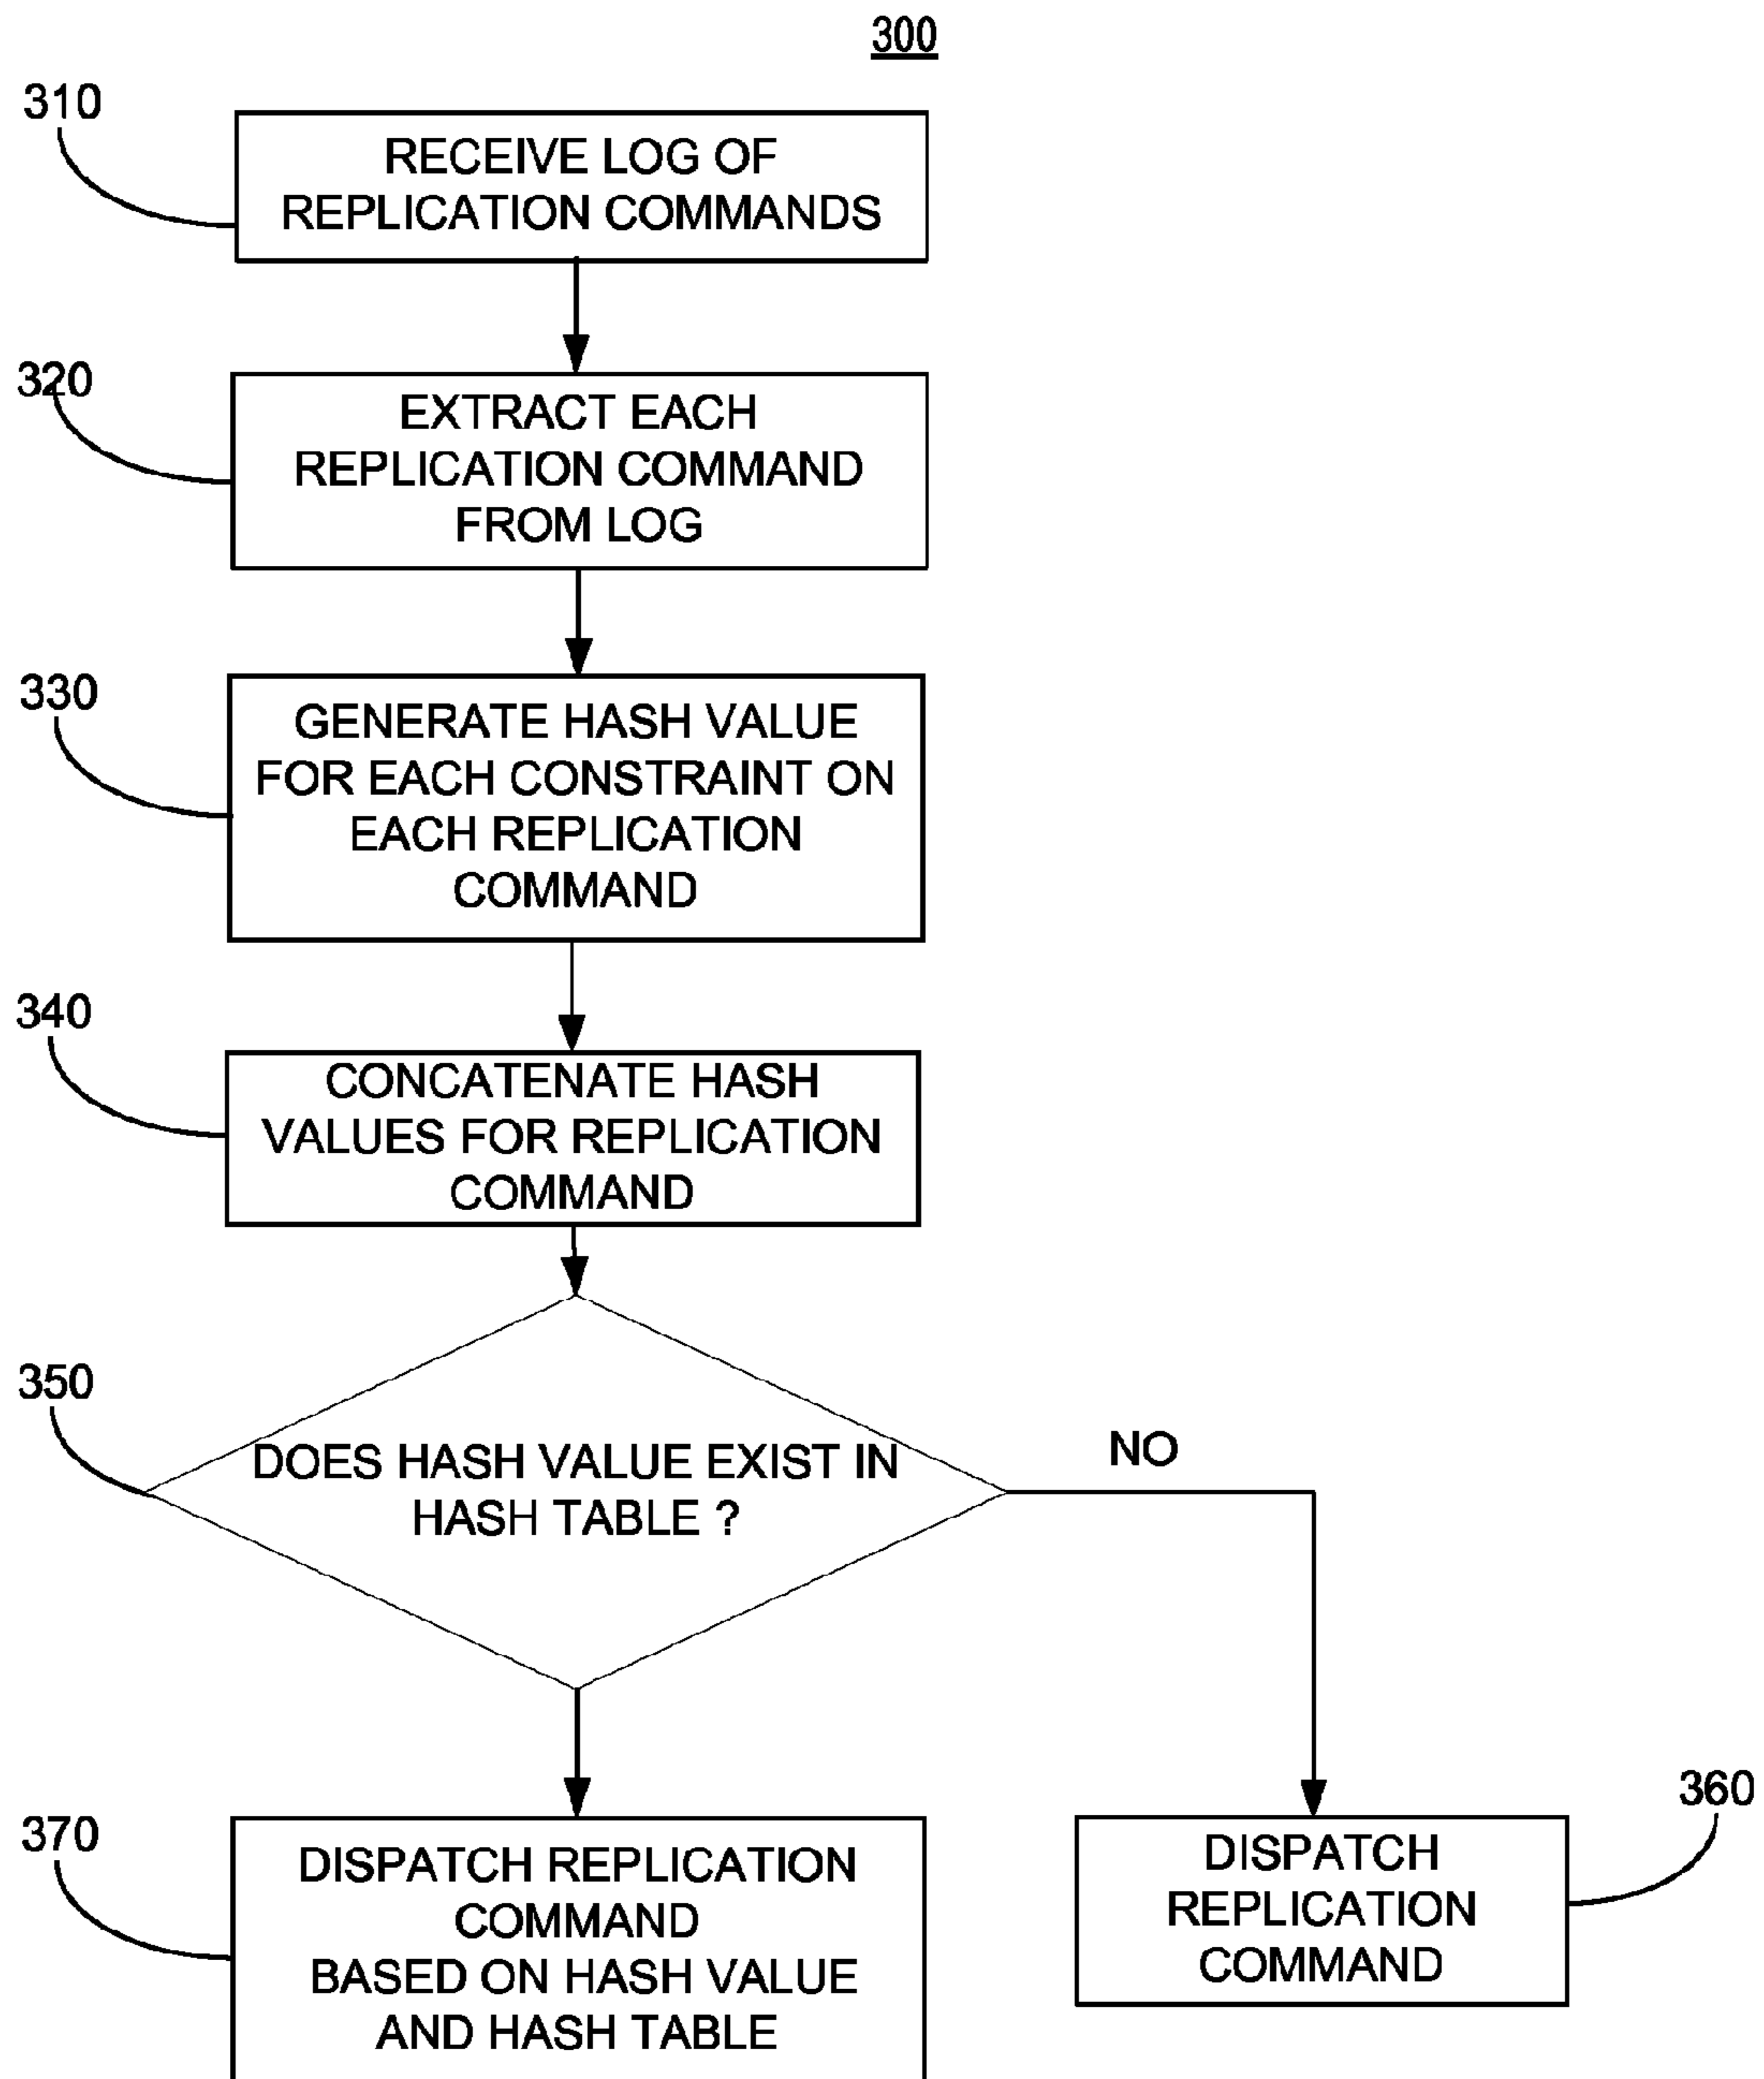 300
310
RECEIVE LOG OF
REPLICATION COMMANDS
320
EXTRACT EACH
REPLICATION COMMAND
FROM LOG
330
GENERATE HASH VALUE
FOR EACH CONSTRAINT ON
EACH REPLICATION
COMMAND
340
CONCATENATE HASH
VALUES FOR REPLICATION
COMMAND
350
DOES HASH VALUE EXIST IN
HASH TABLE ?
NO
370
DISPATCH REPLICATION
COMMAND
BASED ON HASH VALUE
AND HASH TABLE
360
DISPATCH
REPLICATION
COMMAND